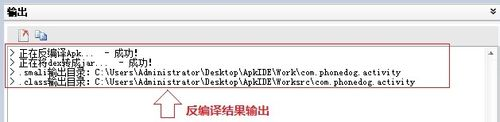 输出
> 正在反编译Apk... - 成功!
> 正在将dex转成jar... - 成功!
> .smali输出目录: C:\Users\Administrator\Desktop\ApkIDE\Work\com.phonedog.activity
> .class输出目录: C:\Users\Administrator\Desktop\ApkIDE\Worksrc\com.phonedog.activity
反编译结果输出